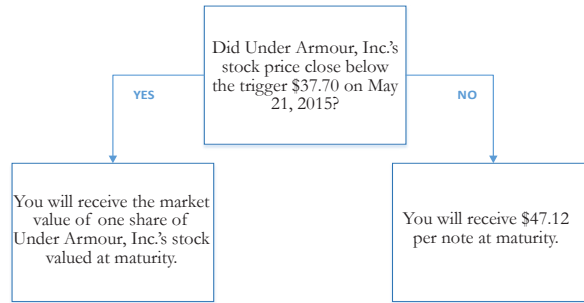 Did Under Armour, Inc.'s
stock price close below
the trigger $37.70 on May
21, 2015?
YES
NO
You will receive the market
value of one share of
Under Armour, Inc.'s stock
valued at maturity.
You will receive $47.12
per note at maturity.